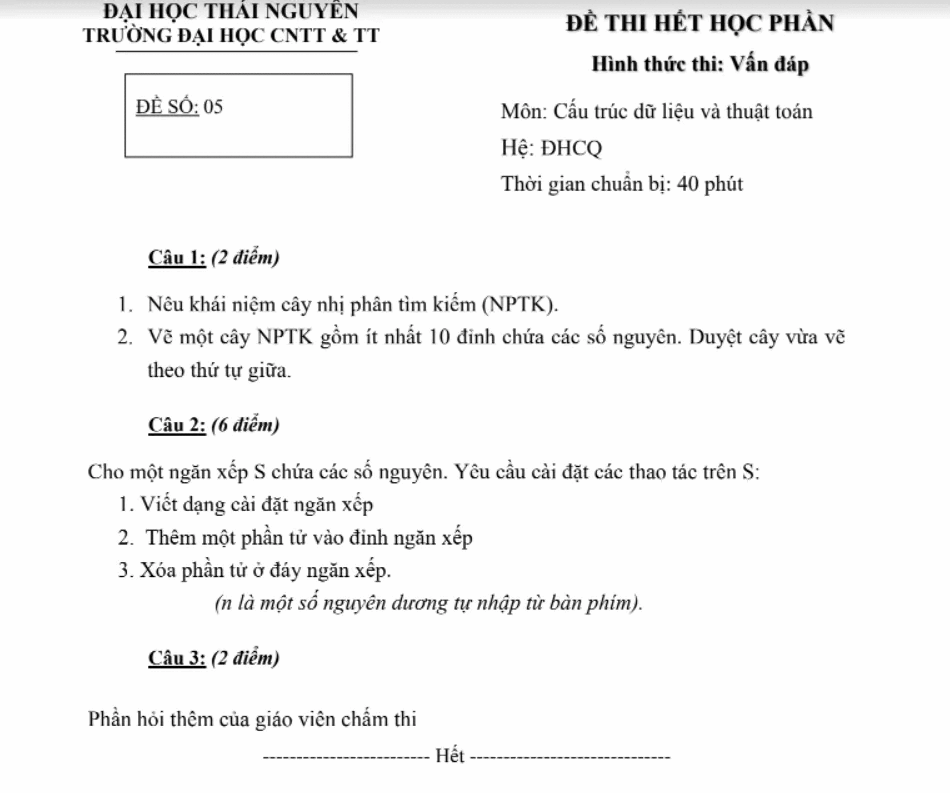 ĐẠI HỌC THÁI NGUYÊN
TRƯỜNG ĐẠI HỌC CNTT & TT
ĐỀ SỐ: 05
ĐỀ THI HẾT HỌC PHẦN
Hình thức thi: Vấn đáp
Môn: Cấu trúc dữ liệu và thuật toán
Hệ: ĐHCQ
Thời gian chuẩn bị: 40 phút
Câu 1: (2 điểm)
1. Nêu khái niệm cây nhị phân tìm kiếm (NPTK).
2. Vẽ một cây NPTK gồm ít nhất 10 đỉnh chứa các số nguyên. Duyệt cây vừa vẽ
theo thứ tự giữa.
Câu 2: (6 điểm)
Cho một ngăn xếp S chứa các số nguyên. Yêu cầu cài đặt các thao tác trên S:
1. Viết dạng cài đặt ngăn xếp
2. Thêm một phần tử vào đỉnh ngăn xếp
3. Xóa phần tử ở đáy ngăn xếp.
(n là một số nguyên dương tự nhập từ bàn phím).
Câu 3: (2 điểm)
Phần hỏi thêm của giáo viên chấm thi
------------------------- Hết ------------------------------